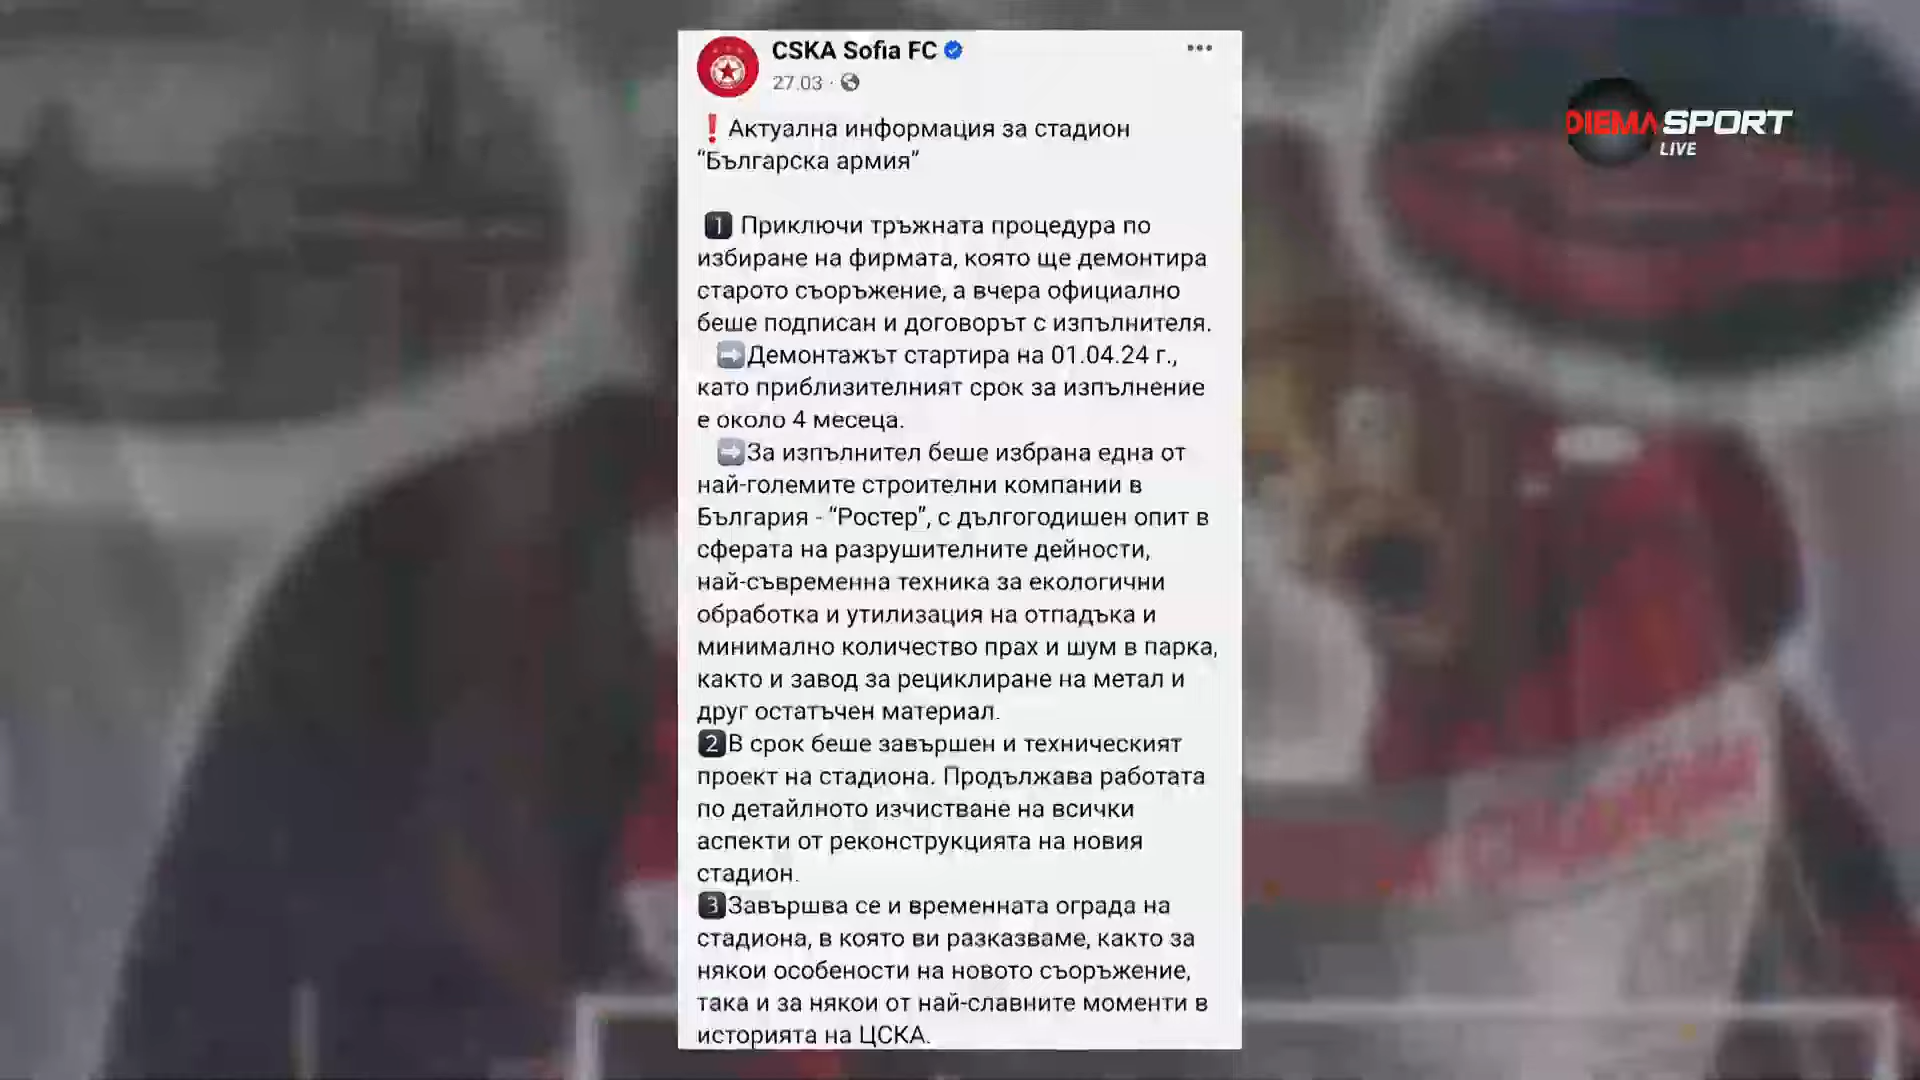 CSKA Sofia FC
27.03 ·
❗Актуална информация за стадион
“Българска армия”
1 Приключи тръжната процедура по
избиране на фирмата, която ще демонтира
старото съоръжение, а вчера официално
беше подписан и договорът с изпълнителя.
➡Демонтажът стартира на 01.04.24 г.,
като приблизителният срок за изпълнение
е около 4 месеца.
➡За изпълнител беше избрана една от
най-големите строителни компании в
България - “Ростер”, с дългогодишен опит в
сферата на разрушителните дейности,
най-съвременна техника за екологични
обработка и утилизация на отпадъка и
минимално количество прах и шум в парка,
както и завод за рециклиране на метал и
друг остатъчен материал.
2 В срок беше завършен и техническият
проект на стадиона. Продължава работата
по детайлното изчистване на всички
аспекти от реконструкцията на новия
стадион.
3 Завършва се и временната ограда на
стадиона, в която ви разказваме, както за
някои особености на новото съоръжение,
така и за някои от най-славните моменти в
историята на ЦСКА.
DIEMA SPORT
LIVE